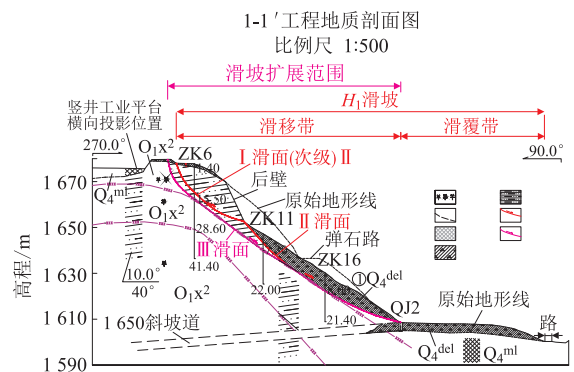 1-1′工程地质剖面图
比例尺 1:500
滑坡扩展范围
H₁滑坡
竖井工业平台
横向投影位置
滑移带
滑覆带
270.0°
O₁x²
ZK6
Ⅰ滑面(次级)Ⅱ
90.0°
1.40
后壁
1 670
Q₄ᵐˡ
O₁x²
15.50
ZK11
原始地形线
Ⅱ滑面
1 650
28.60
Ⅲ滑面
弹石路
41.40
ZK16
①Q₄ᵈᵉˡ
高程/m
1 630
10.0°
40°
22.00
O₁x²
21.40
QJ2
原始地形线
1 610
1 650斜坡道
路
Q₄ᵈᵉˡ
Q₄ᵐˡ
1 590